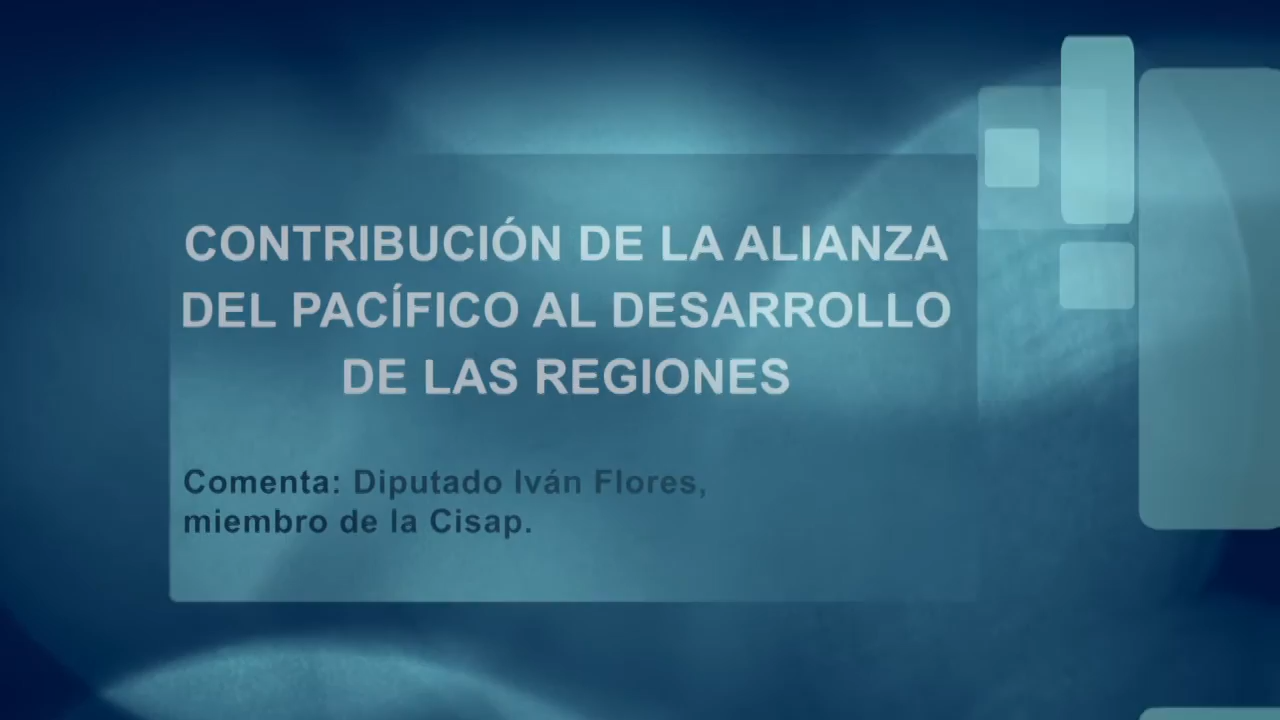 CONTRIBUCIÓN DE LA ALIANZA
DEL PACÍFICO AL DESARROLLO
DE LAS REGIONES
Comenta: Diputado Iván Flores,
miembro de la Cisap.